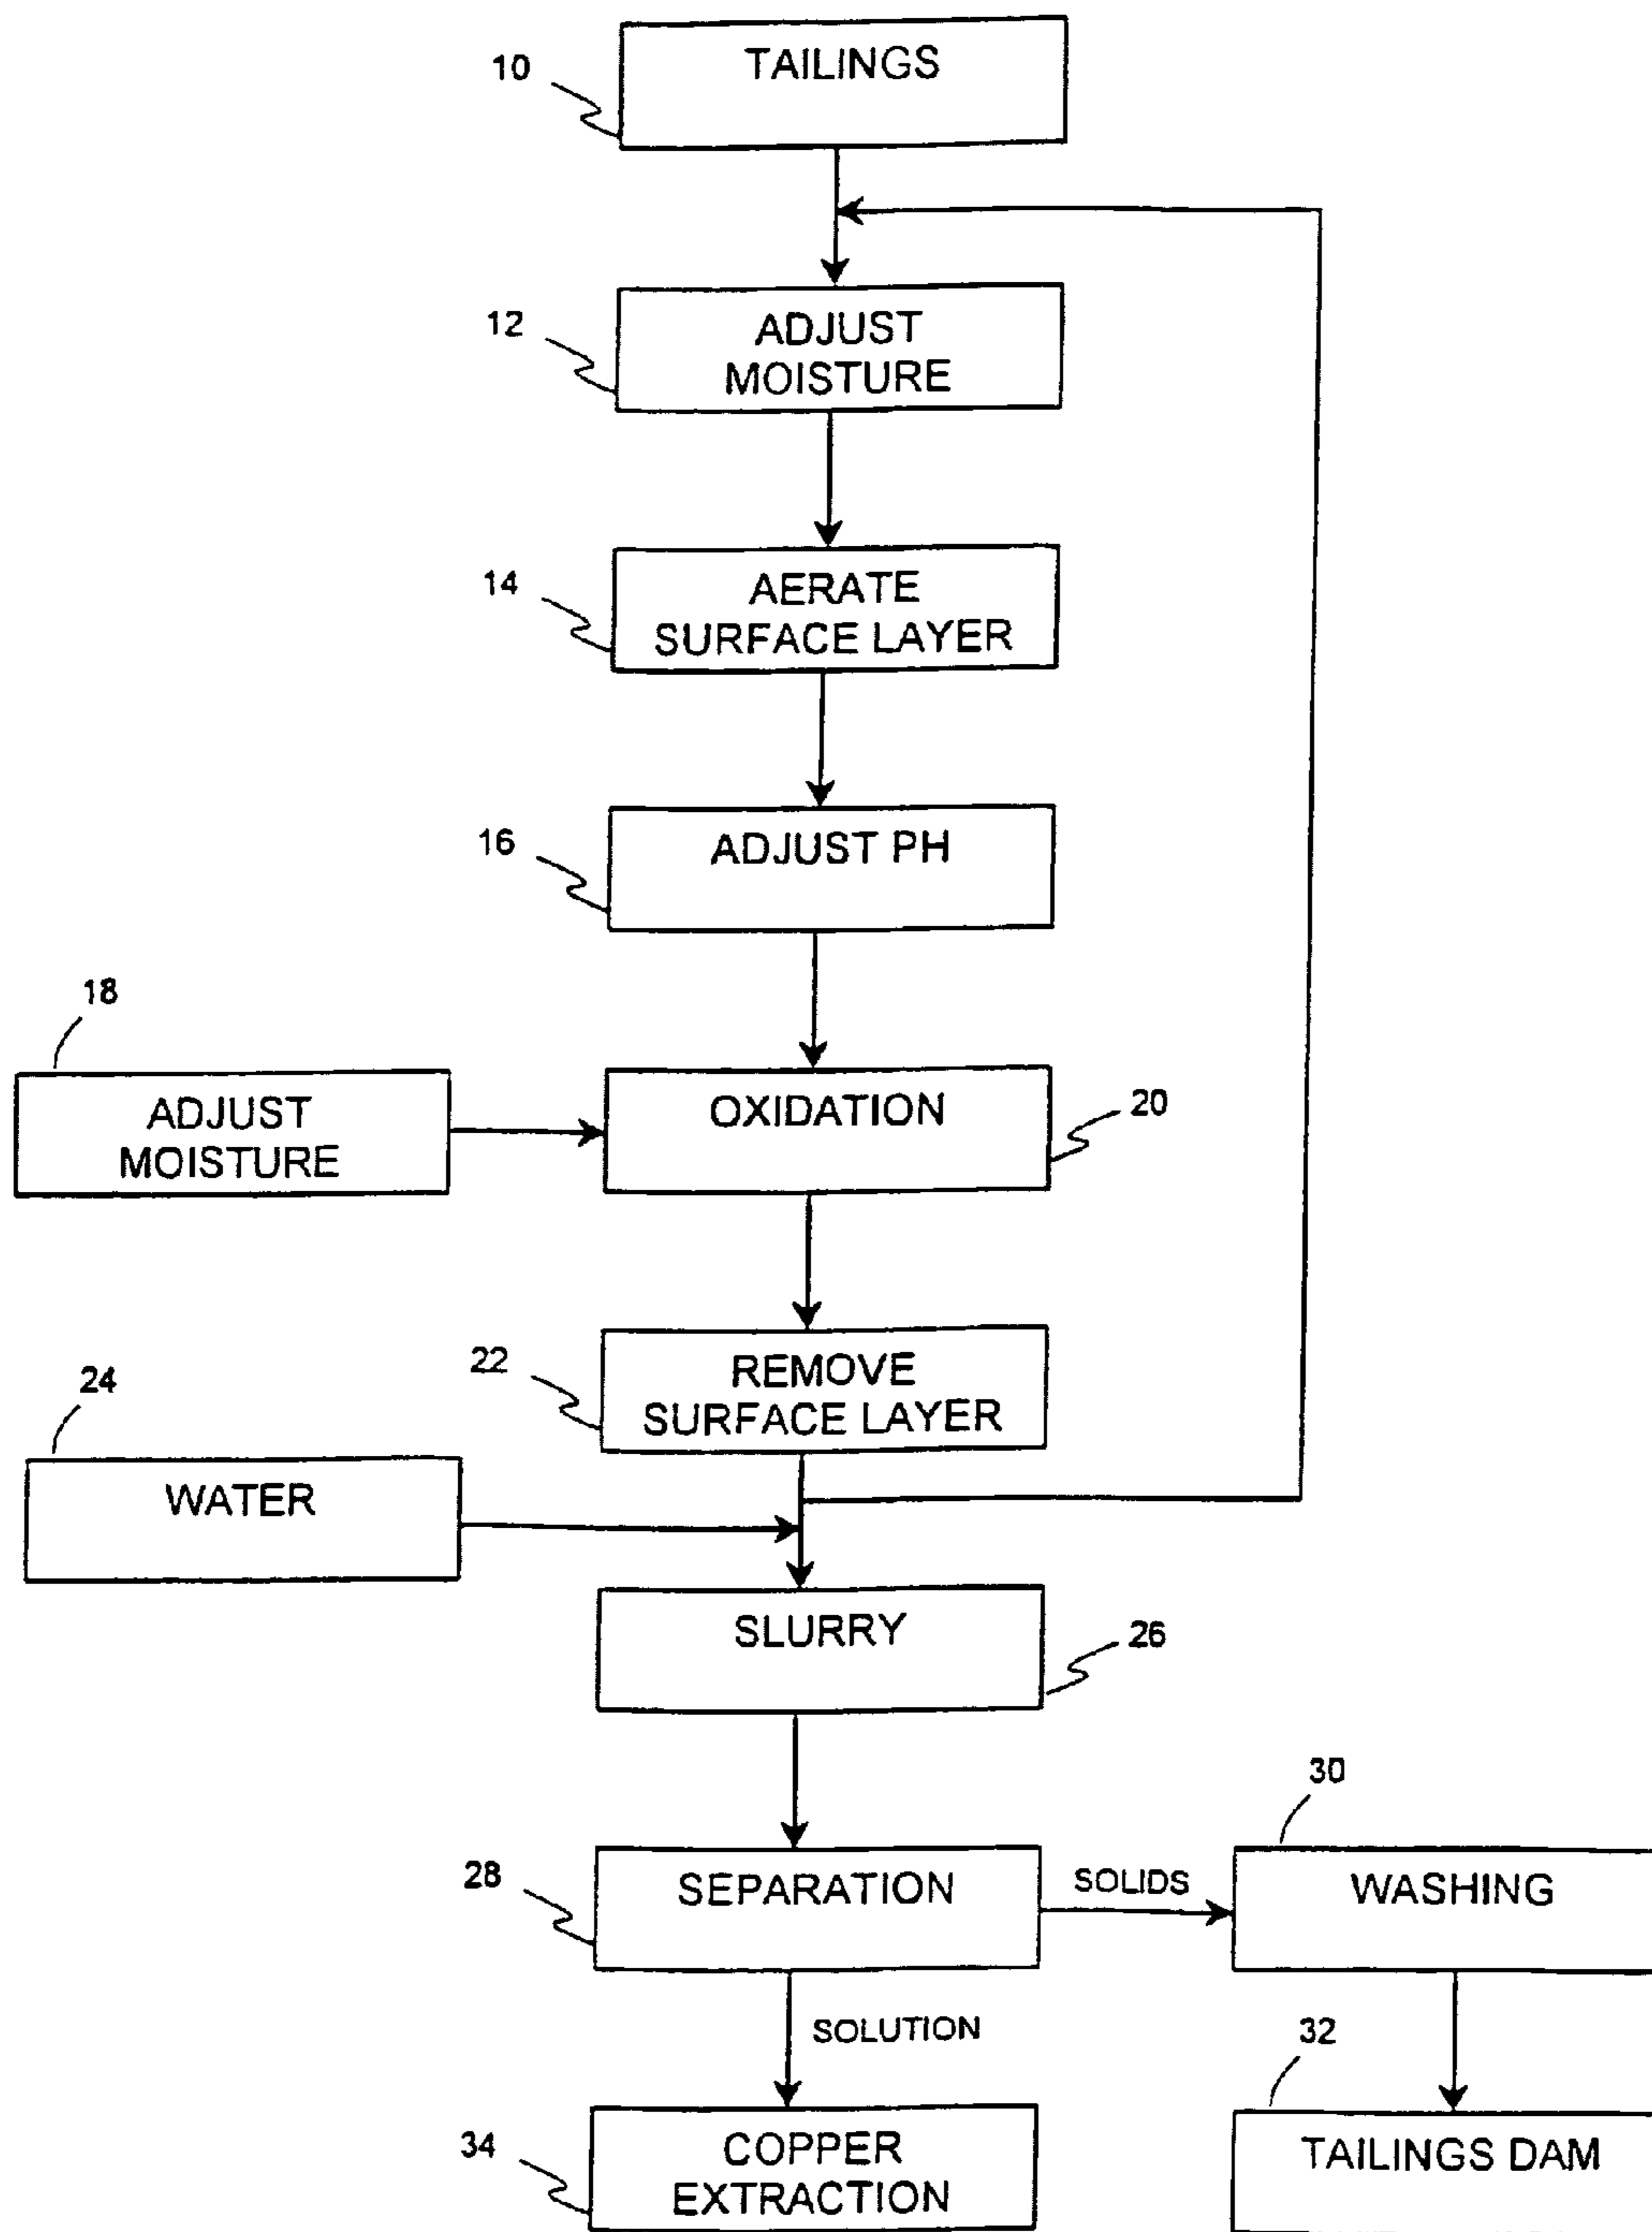 TAILINGS
10
12
ADJUST
MOISTURE
14
AERATE
SURFACE LAYER
16
ADJUST PH
18
ADJUST
MOISTURE
OXIDATION
20
22
REMOVE
SURFACE LAYER
24
WATER
SLURRY
26
28
SEPARATION
SOLIDS
30
WASHING
SOLUTION
32
TAILINGS DAM
34
COPPER
EXTRACTION